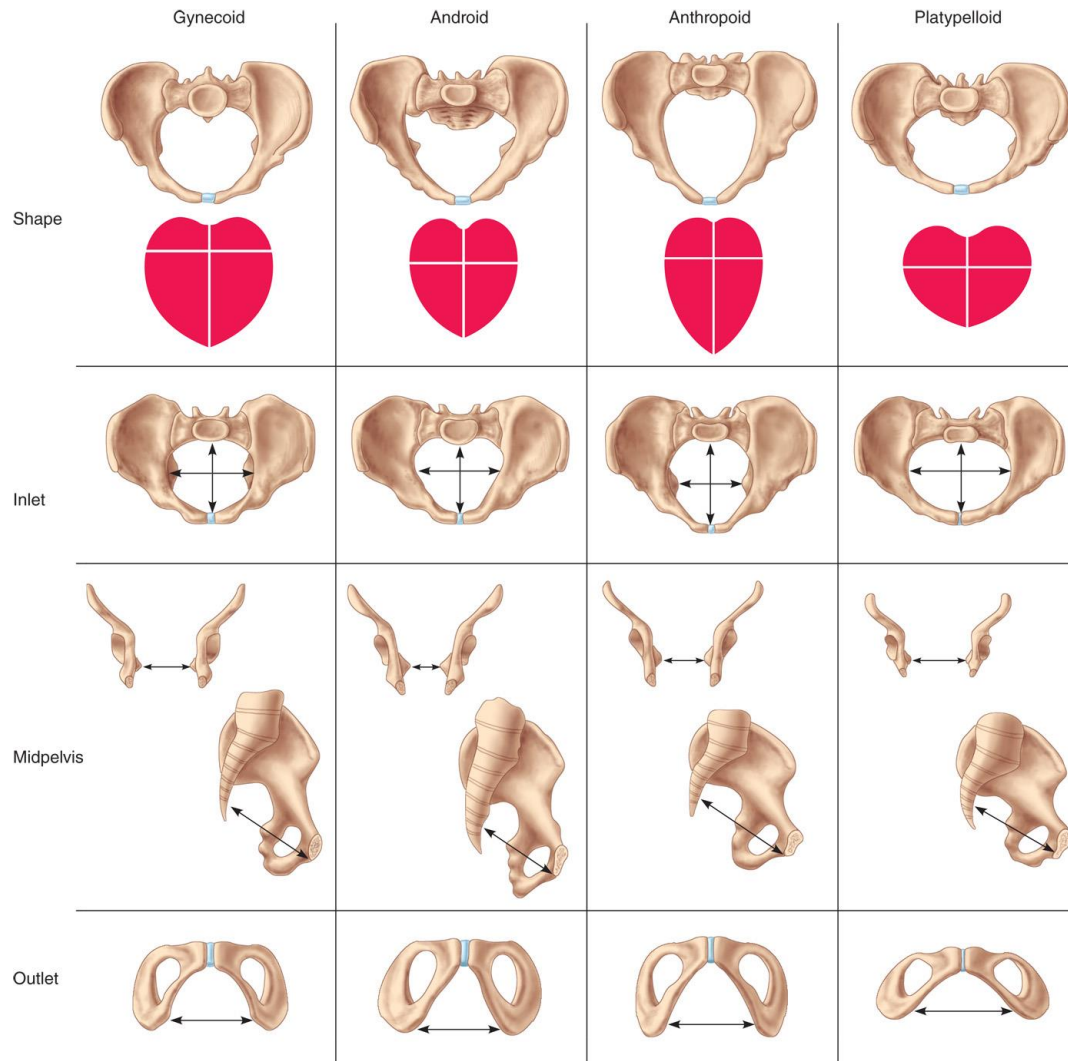 Gynecoid
Android
Anthropoid
Platypelloid
Shape
Inlet
Midpelvis
Outlet